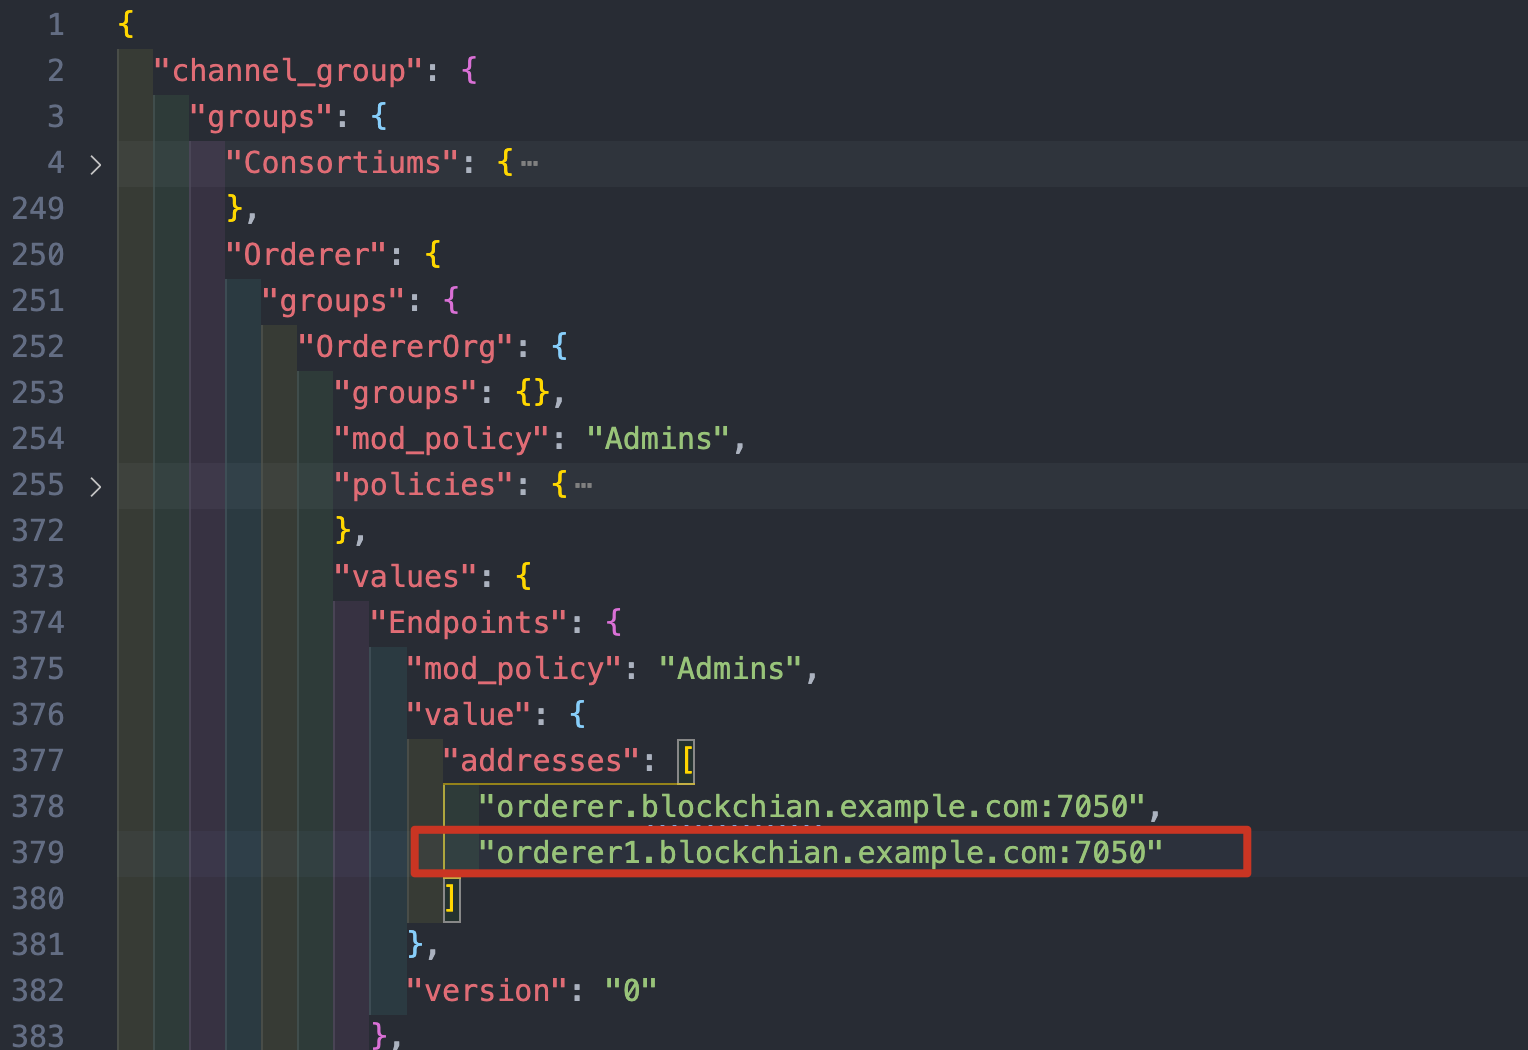 1 {
2 "channel_group": {
3 "groups": {
4 > "Consortiums": { ⋯
249 },
250 "Orderer": {
251 "groups": {
252 "OrdererOrg": {
253 "groups": {},
254 "mod_policy": "Admins",
255 > "policies": { ⋯
372 },
373 "values": {
374 "Endpoints": {
375 "mod_policy": "Admins",
376 "value": {
377 "addresses": [
378 "orderer.blockchian.example.com:7050",
379 "orderer1.blockchian.example.com:7050"
380 ]
381 },
382 "version": "0"
383 },